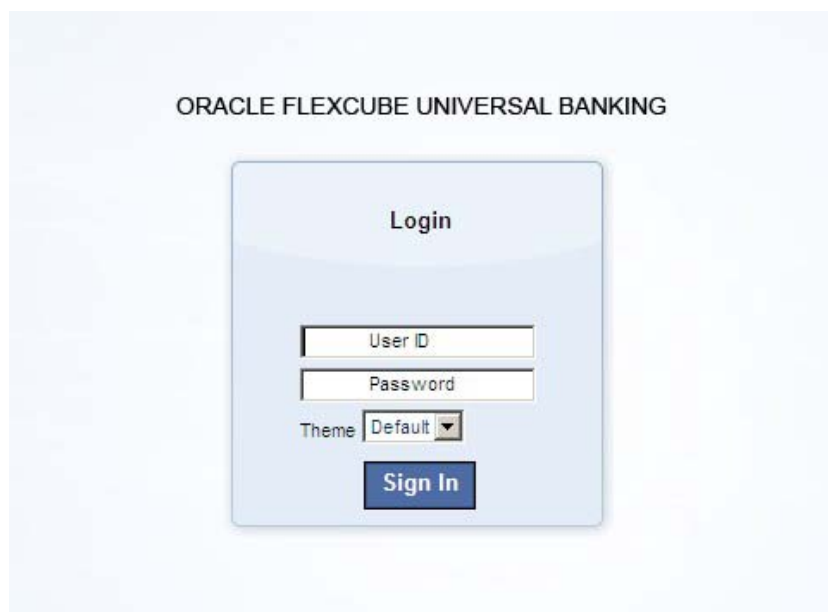 ORACLE FLEXCUBE UNIVERSAL BANKING
Login
User ID
Password
Theme Default
Sign In